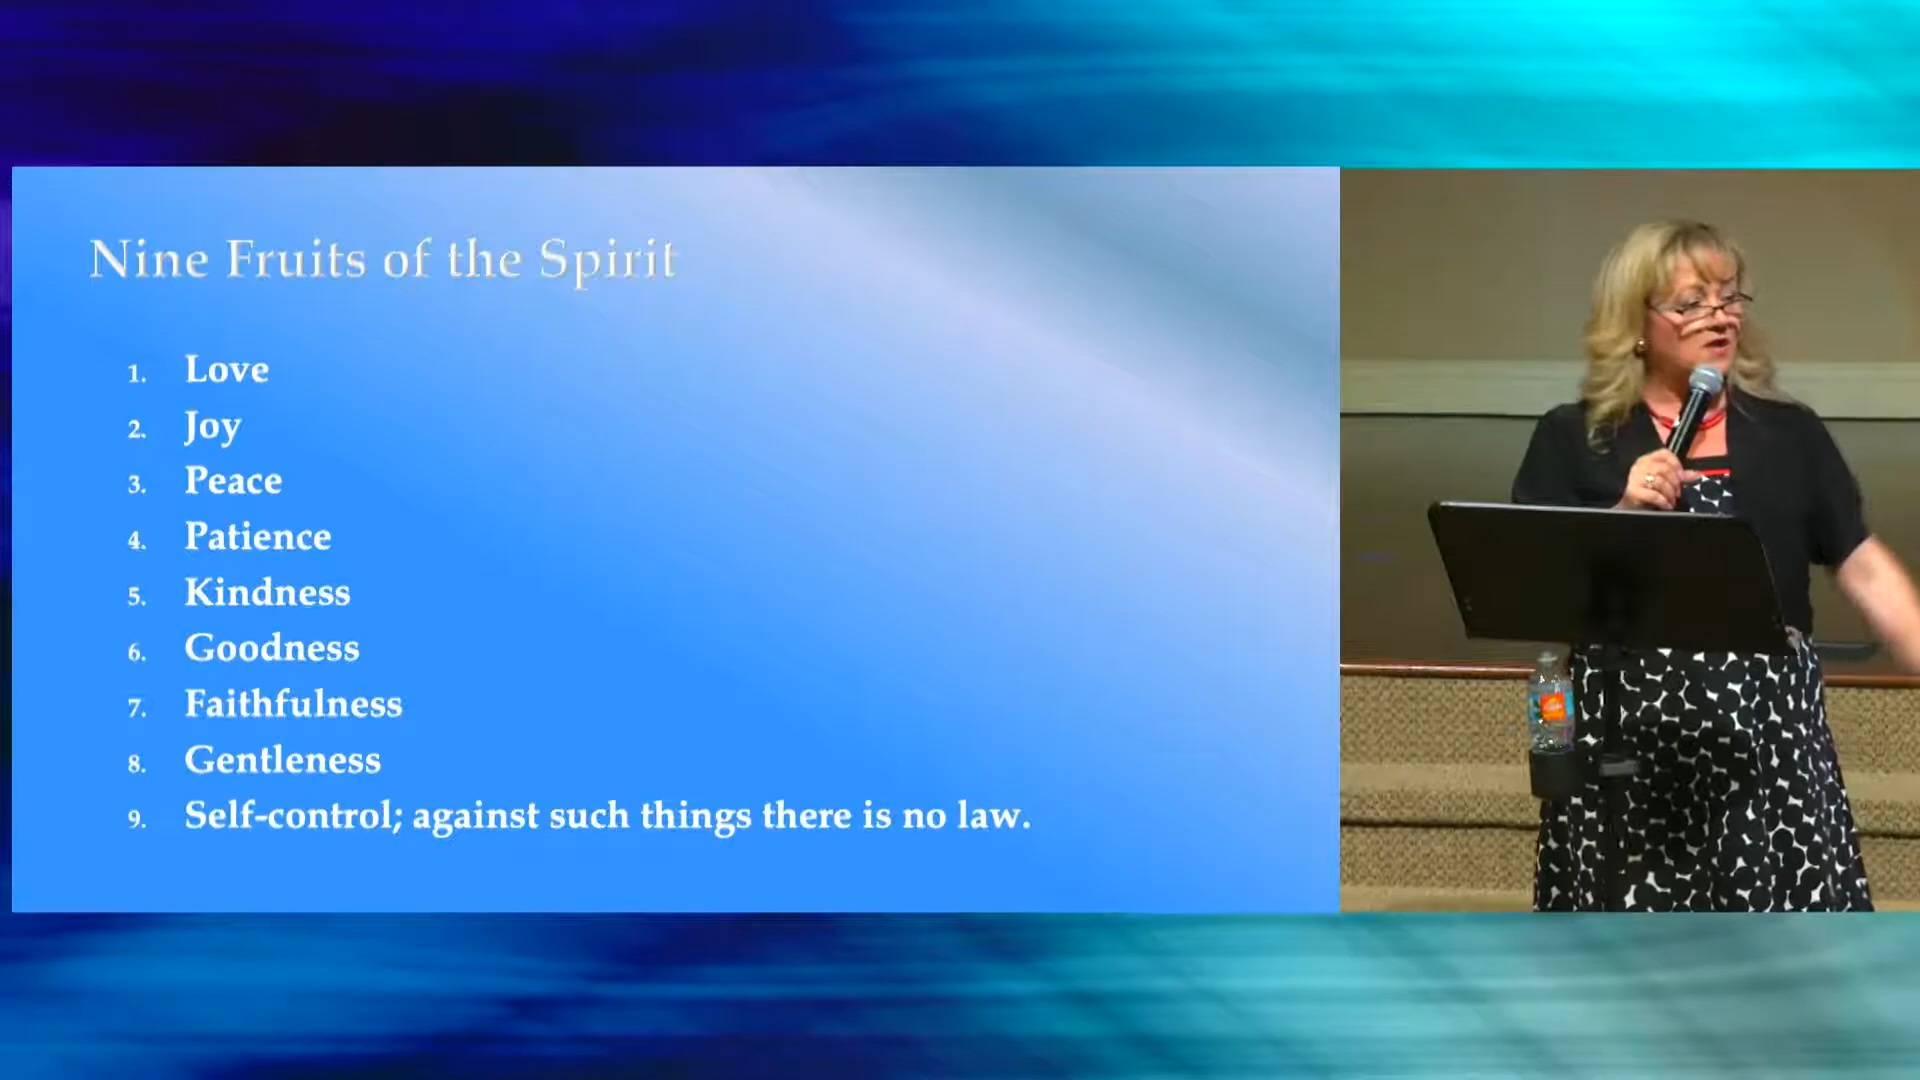 Nine Fruits of the Spirit
1. Love
2. Joy
3. Peace
4. Patience
5. Kindness
6. Goodness
7. Faithfulness
8. Gentleness
9. Self-control; against such things there is no law.